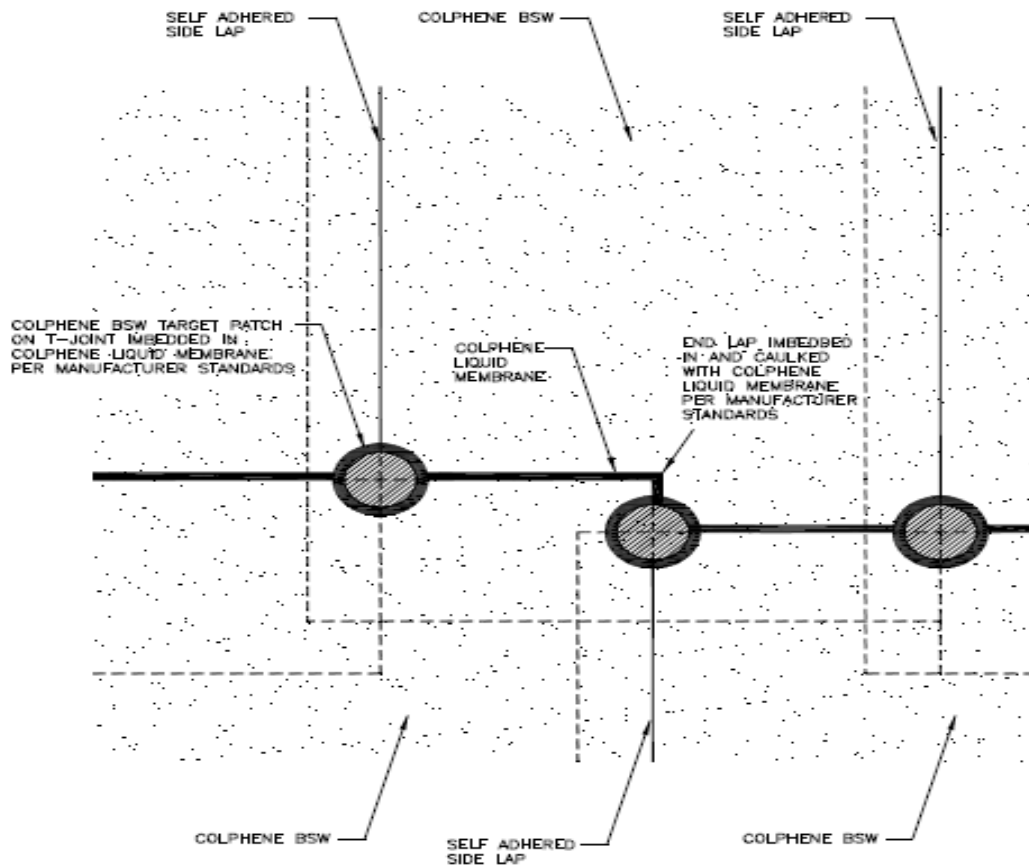 SELF ADHERED
SIDE LAP
COLPHENE BSW
SELF ADHERED
SIDE LAP
COLPHENE BSW TARGET PATCH
ON T-JOINT IMBEDDED IN
COLPHENE LIQUID MEMBRANE
PER MANUFACTURER STANDARDS
COLPHENE
LIQUID
MEMBRANE
END LAP IMBEDDED
IN AND CAULKED
WITH COLPHENE
LIQUID MEMBRANE
PER MANUFACTURER
STANDARDS
COLPHENE BSW
SELF ADHERED
SIDE LAP
COLPHENE BSW